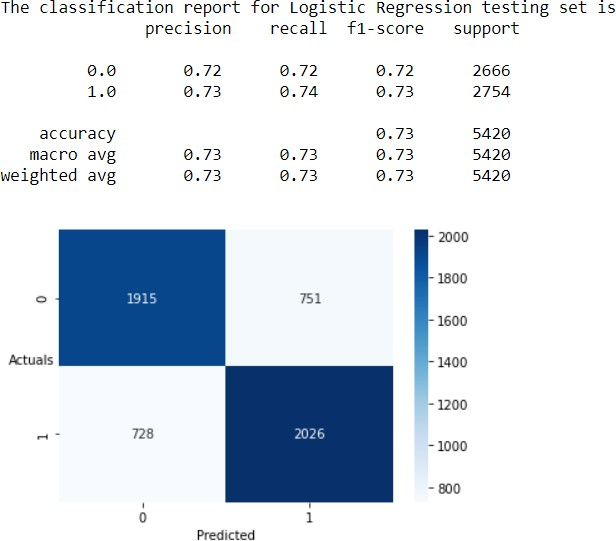 The classification report for Logistic Regression testing set is
precision recall f1-score support
0.0 0.72 0.72 0.72 2666
1.0 0.73 0.74 0.73 2754
accuracy 0.73 5420
macro avg 0.73 0.73 0.73 5420
weighted avg 0.73 0.73 0.73 5420
2000
0 1915 751
1800
1600
Actuals
1400
1200
1 728 2026
1000
800
0 1
Predicted